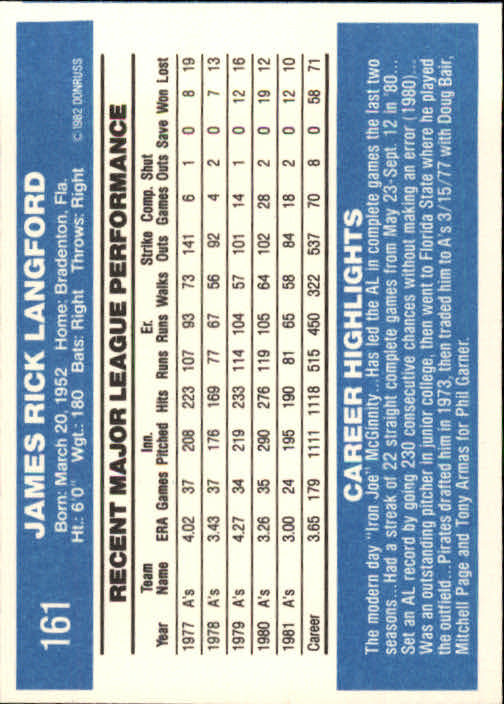 161
JAMES RICK LANGFORD
Born: March 20, 1952 Home: Bradenton, Fla.
Ht.: 6'0" Wgt.: 180 Bats: Right Throws: Right
©1982 DONRUSS
RECENT MAJOR LEAGUE PERFORMANCE
Team Inn. Er. Strike Comp. Shut
Year Name ERA Games Pitched Hits Runs Runs Walks Outs Games Outs Save Won Lost
1977 A's 4.02 37 208 223 107 93 73 141 6 1 0 8 19
1978 A's 3.43 37 176 169 77 67 56 92 4 2 0 7 13
1979 A's 4.27 34 219 233 114 104 57 101 14 1 0 12 16
1980 A's 3.26 35 290 276 119 105 64 102 28 2 0 19 12
1981 A's 3.00 24 195 190 81 65 58 84 18 2 0 12 10
Career 3.65 179 1111 1118 515 450 322 537 70 8 0 58 71
CAREER HIGHLIGHTS
The modern day "Iron Joe" McGinnity...Has led the AL in complete games the last two
seasons...Had a streak of 22 straight complete games from May 23-Sept. 12 in '80...
Set an AL record by going 230 consecutive chances without making an error (1980)...
Was an outstanding pitcher in junior college, then went to Florida State where he played
the outfield...Pirates drafted him in 1973, then traded him to A's 3/15/77 with Doug Bair,
Mitchell Page and Tony Armas for Phil Garner.